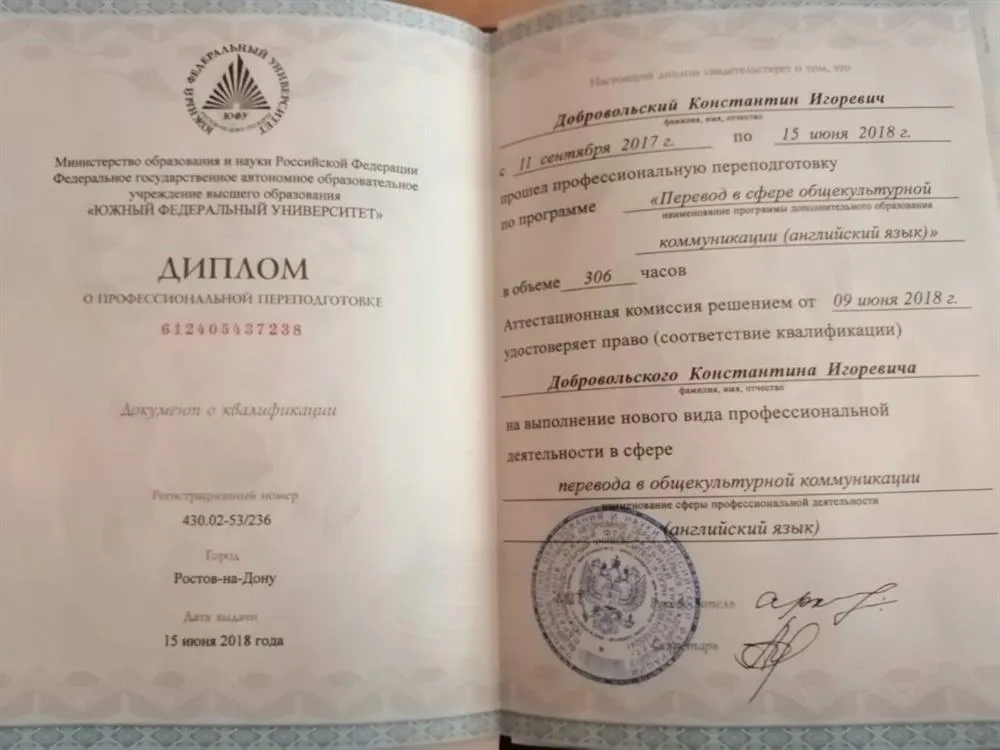 ЮЖНЫЙ ФЕДЕРАЛЬНЫЙ УНИВЕРСИТЕТ
ЮФУ
Министерство образования и науки Российской Федерации
Федеральное государственное автономное образовательное
учреждение высшего образования
«ЮЖНЫЙ ФЕДЕРАЛЬНЫЙ УНИВЕРСИТЕТ»
ДИПЛОМ
О ПРОФЕССИОНАЛЬНОЙ ПЕРЕПОДГОТОВКЕ
612405437238
Документ о квалификации
Регистрационный номер
430.02-53/236
Город
Ростов-на-Дону
Дата выдачи
15 июня 2018 года
Настоящий диплом свидетельствует о том, что
Добровольский Константин Игоревич
фамилия, имя, отчество
с 11 сентября 2017 г. по 15 июня 2018 г.
прошел профессиональную переподготовку
по программе «Перевод в сфере общекультурной
наименование программы дополнительного образования
коммуникации (английский язык)»
в объеме 306 часов
Аттестационная комиссия решением от 09 июня 2018 г.
удостоверяет право (соответствие квалификации)
Добровольского Константина Игоревича
фамилия, имя, отчество
на выполнение нового вида профессиональной
деятельности в сфере
перевода в общекультурной коммуникации
наименование сферы профессиональной деятельности
(английский язык)